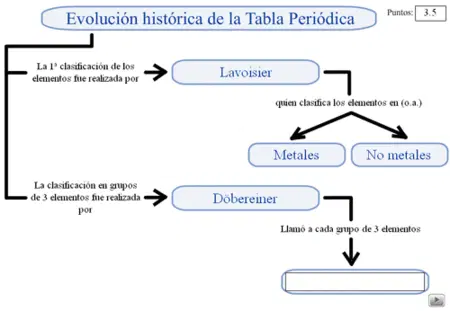 Evolución histórica de la Tabla Periódica
Puntos: 3.5
La 1ª clasificación de los
elementos fue realizada por
Lavoisier
quien clasifica los elementos en (o.a.)
Metales
No metales
La clasificación en grupos
de 3 elementos fue realizada
por
Döbereiner
Llamó a cada grupo de 3 elementos